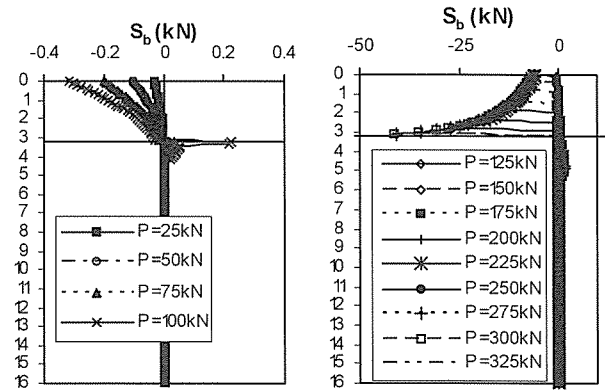 S_b (kN)
-0.4 -0.2 0 0.2 0.4
0
1
2
3
4
5
6
7
8
9
10
11
12
13
14
15
16
P=25kN
P=50kN
P=75kN
P=100kN
S_b (kN)
-50 -25 0
0
1
2
3
4
5
6
7
8
9
10
11
12
13
14
15
16
P=125kN
P=150kN
P=175kN
P=200kN
P=225kN
P=250kN
P=275kN
P=300kN
P=325kN